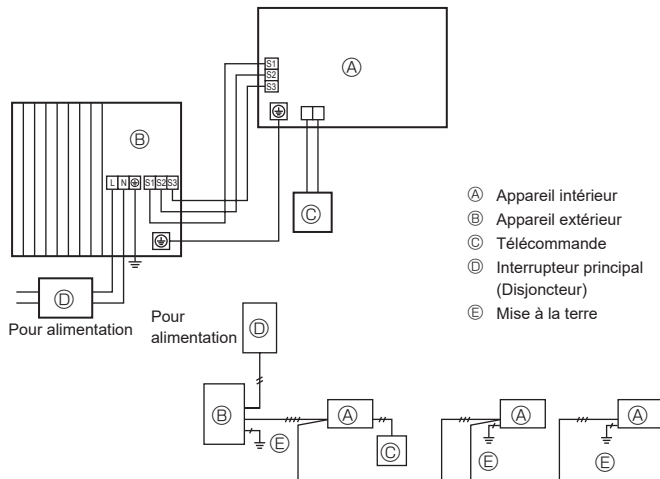 S1
S2
S3
Ⓐ
Ⓑ
L N S1 S2 S3
Ⓒ
Ⓓ
Pour alimentation
Ⓐ Appareil intérieur
Ⓑ Appareil extérieur
Ⓒ Télécommande
Ⓓ Interrupteur principal
(Disjoncteur)
Ⓔ Mise à la terre
Pour
alimentation
Ⓓ
Ⓑ
Ⓐ
Ⓔ
Ⓒ
Ⓐ
Ⓔ
Ⓐ
Ⓔ